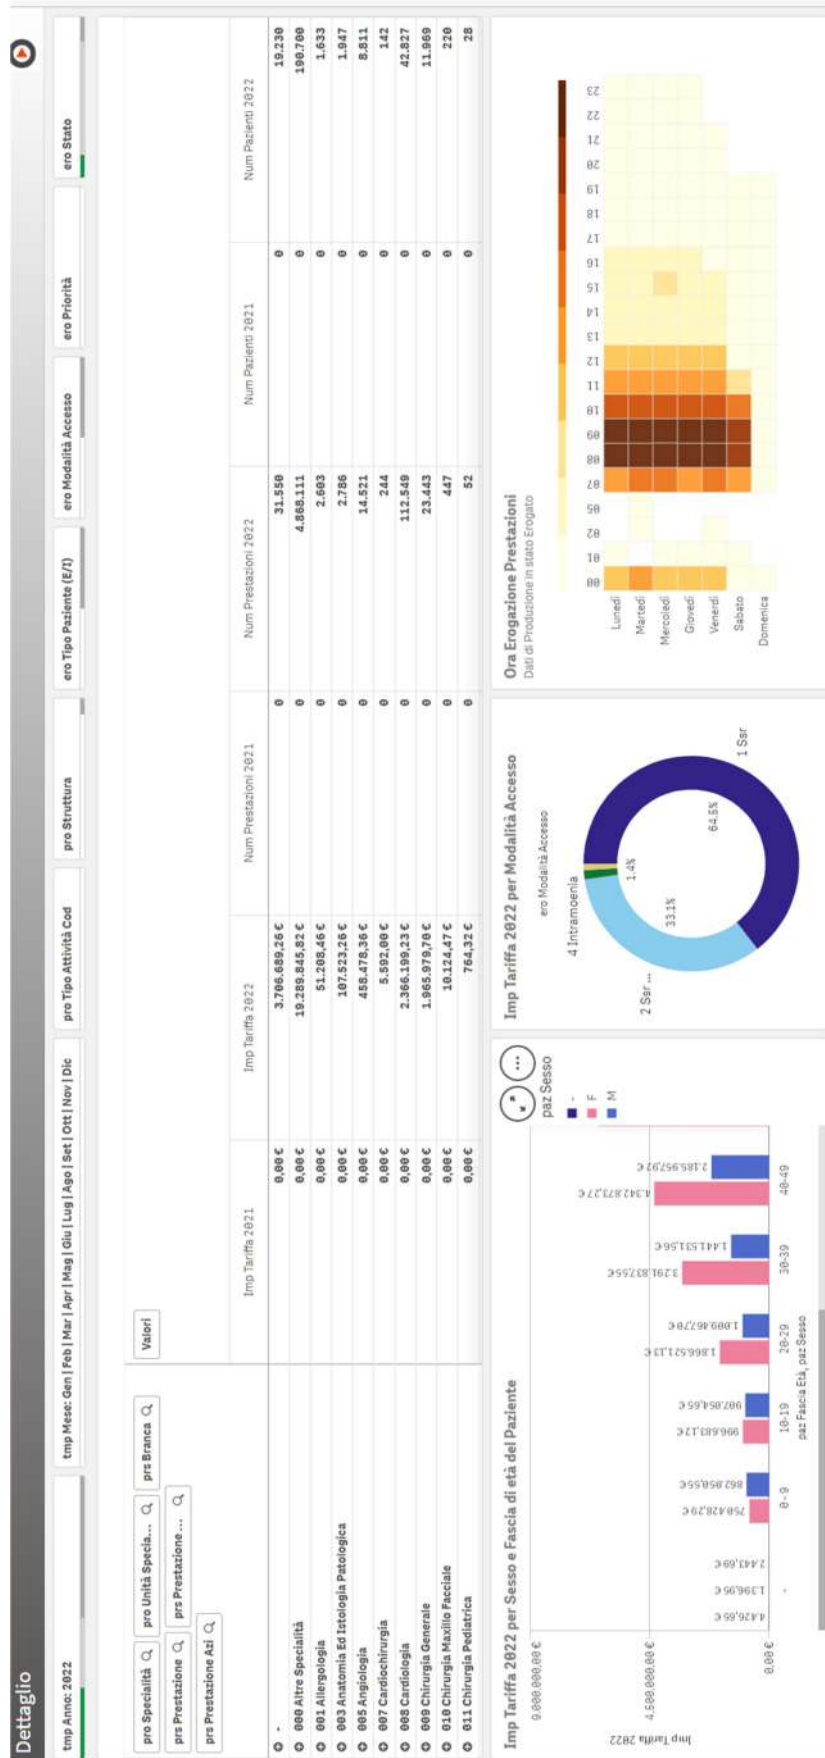 Dettaglio
tmp Anno: 2022
tmp Mese: Gen | Feb | Mar | Apr | Mag | Giu | Lug | Ago | Set | Ott | Nov | Dic
pro Tipo Attività Cod
pro Struttura
ero Tipo Paziente (E/I)
ero Modalità Accesso
ero Priorità
ero Stato
pro Specialità
pro Unità Specia...
prs Branca
prs Prestazione
prs Prestazione ...
prs Prestazione Azi
Valori
Imp Tariffa 2021 Imp Tariffa 2022 Num Prestazioni 2021 Num Prestazioni 2022 Num Pazienti 2021 Num Pazienti 2022
- 0,00 € 3.706.689,26 € 0 31.550 0 19.230
000 Altre Specialità 0,00 € 19.289.845,82 € 0 4.868.111 0 190.700
001 Allergologia 0,00 € 51.208,46 € 0 2.603 0 1.633
003 Anatomia Ed Istologia Patologica 0,00 € 107.523,26 € 0 2.786 0 1.947
005 Angiologia 0,00 € 458.478,36 € 0 14.521 0 8.811
007 Cardiochirurgia 0,00 € 5.592,00 € 0 244 0 142
008 Cardiologia 0,00 € 2.366.199,23 € 0 112.549 0 42.827
009 Chirurgia Generale 0,00 € 1.965.979,70 € 0 23.443 0 11.969
010 Chirurgia Maxillo Facciale 0,00 € 10.124,47 € 0 447 0 220
011 Chirurgia Pediatrica 0,00 € 764,32 € 0 52 0 28
Imp Tariffa 2022 per Sesso e Fascia di età del Paziente
paz Sesso
-
F
M
Imp Tariffa 2022
9.000.000,00 €
4.500.000,00 €
0,00 €
4.426,65 €
1.396,95 €
2.443,69 €
750.428,29 €
862.050,55 €
996.683,12 €
907.054,65 €
1.866.521,13 €
1.009.467,70 €
3.291.837,55 €
1.441.531,56 €
4.342.873,27 €
2.185.957,92 €
- 0-9 10-19 20-29 30-39 40-49
paz Fascia Età, paz Sesso
Imp Tariffa 2022 per Modalità Accesso
ero Modalità Accesso
4 Intramoenia
2 Ssr ...
1 Ssr
1.4%
33.1%
64.5%
Ora Erogazione Prestazioni
Dati di Produzione in stato Erogato
00 01 02 05 07 08 09 10 11 12 13 14 15 16 17 18 19 20 21 22 23
Lunedì
Martedì
Mercoledì
Giovedì
Venerdì
Sabato
Domenica